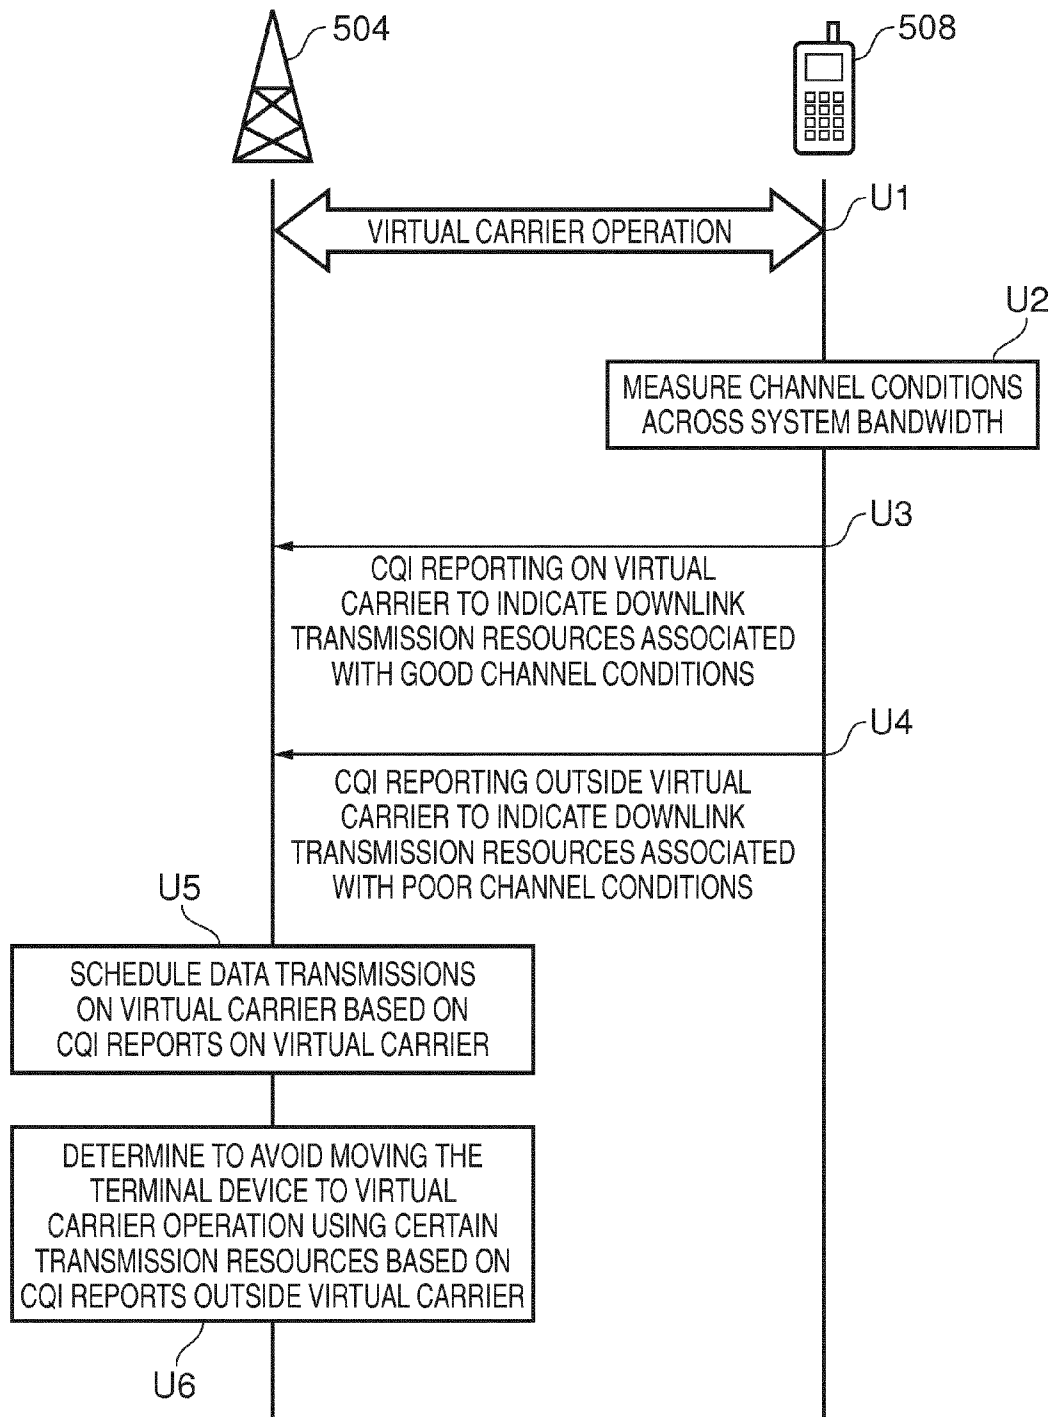 504
508
U1
VIRTUAL CARRIER OPERATION
U2
MEASURE CHANNEL CONDITIONS
ACROSS SYSTEM BANDWIDTH
U3
CQI REPORTING ON VIRTUAL
CARRIER TO INDICATE DOWNLINK
TRANSMISSION RESOURCES ASSOCIATED
WITH GOOD CHANNEL CONDITIONS
U4
CQI REPORTING OUTSIDE VIRTUAL
CARRIER TO INDICATE DOWNLINK
TRANSMISSION RESOURCES ASSOCIATED
WITH POOR CHANNEL CONDITIONS
U5
SCHEDULE DATA TRANSMISSIONS
ON VIRTUAL CARRIER BASED ON
CQI REPORTS ON VIRTUAL CARRIER
DETERMINE TO AVOID MOVING THE
TERMINAL DEVICE TO VIRTUAL
CARRIER OPERATION USING CERTAIN
TRANSMISSION RESOURCES BASED ON
CQI REPORTS OUTSIDE VIRTUAL CARRIER
U6